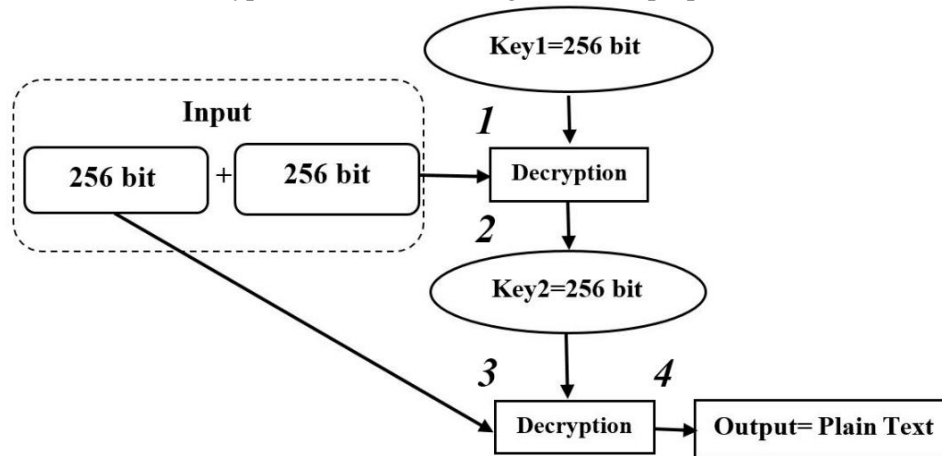 Key1=256 bit
Input
1
256 bit + 256 bit
Decryption
2
Key2=256 bit
3
4
Decryption
Output= Plain Text